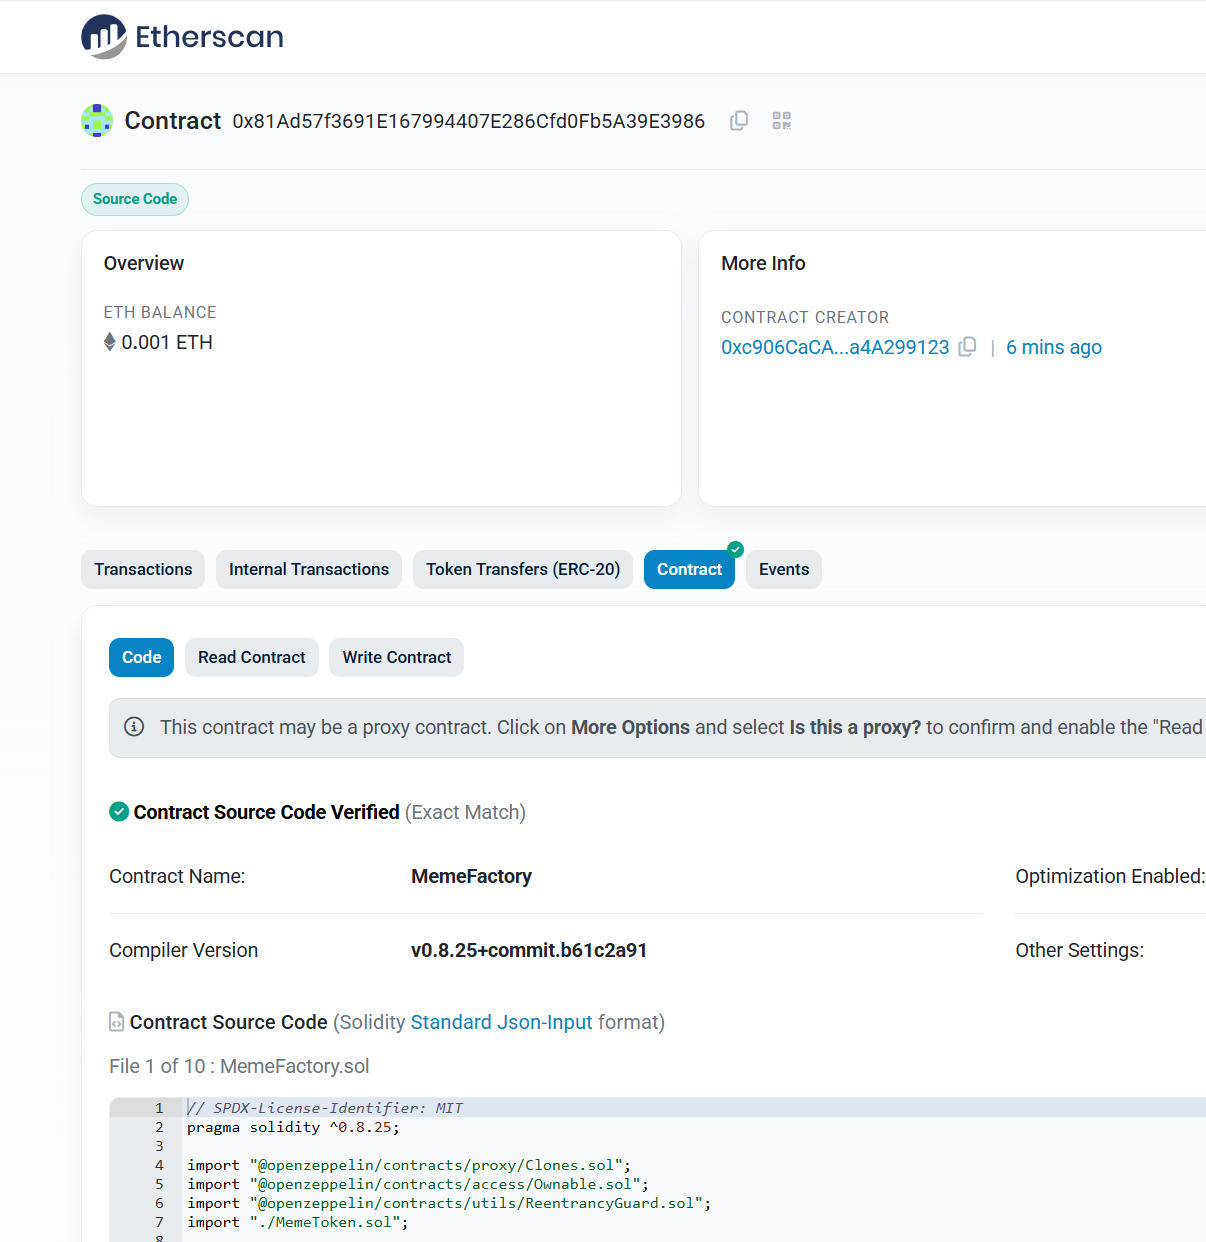 Etherscan
Contract 0x81Ad57f3691E167994407E286Cfd0Fb5A39E3986
Source Code
Overview
ETH BALANCE
0.001 ETH
More Info
CONTRACT CREATOR
0xc906CaCA...a4A299123 | 6 mins ago
Transactions Internal Transactions Token Transfers (ERC-20) Contract Events
Code Read Contract Write Contract
This contract may be a proxy contract. Click on More Options and select Is this a proxy? to confirm and enable the "Read
Contract Source Code Verified (Exact Match)
Contract Name: MemeFactory
Optimization Enabled:
Compiler Version v0.8.25+commit.b61c2a91
Other Settings:
Contract Source Code (Solidity Standard Json-Input format)
File 1 of 10 : MemeFactory.sol
1 // SPDX-License-Identifier: MIT
2 pragma solidity ^0.8.25;
3
4 import "@openzeppelin/contracts/proxy/Clones.sol";
5 import "@openzeppelin/contracts/access/Ownable.sol";
6 import "@openzeppelin/contracts/utils/ReentrancyGuard.sol";
7 import "./MemeToken.sol";
8